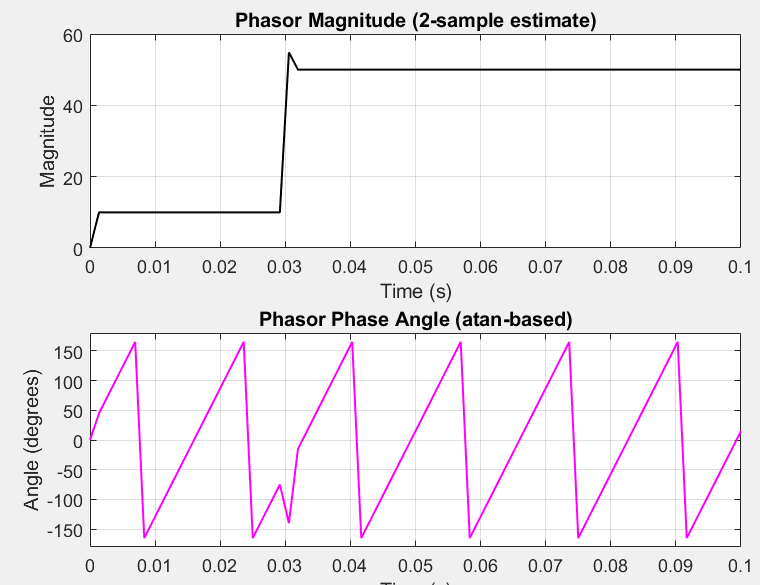 Phasor Magnitude (2-sample estimate)
60
40
20
0
Magnitude
0 0.01 0.02 0.03 0.04 0.05 0.06 0.07 0.08 0.09 0.1
Time (s)
Phasor Phase Angle (atan-based)
150
100
50
0
-50
-100
-150
Angle (degrees)
0 0.01 0.02 0.03 0.04 0.05 0.06 0.07 0.08 0.09 0.1
Time (s)